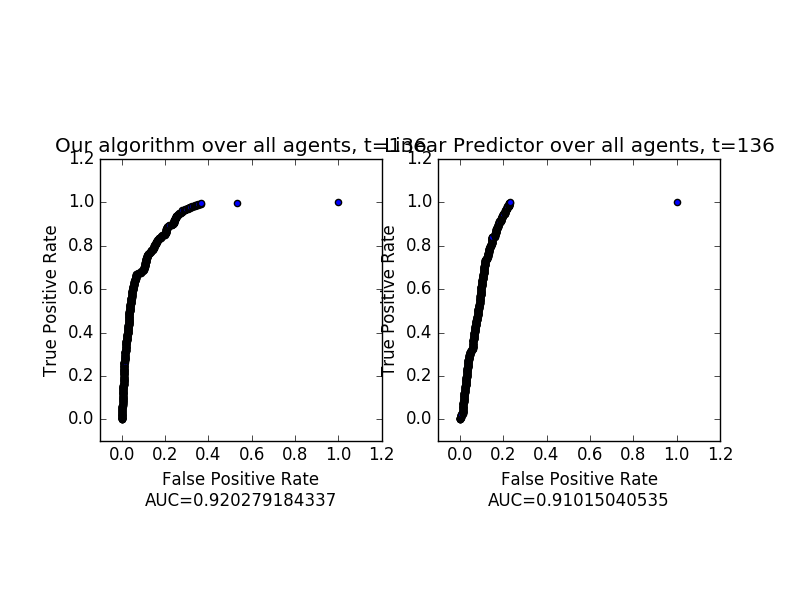 Our algorithm over all agents, t=136
Linear Predictor over all agents, t=136
True Positive Rate
1.2
1.0
0.8
0.6
0.4
0.2
0.0
0.0 0.2 0.4 0.6 0.8 1.0 1.2
False Positive Rate
AUC=0.920279184337
True Positive Rate
1.2
1.0
0.8
0.6
0.4
0.2
0.0
0.0 0.2 0.4 0.6 0.8 1.0 1.2
False Positive Rate
AUC=0.91015040535